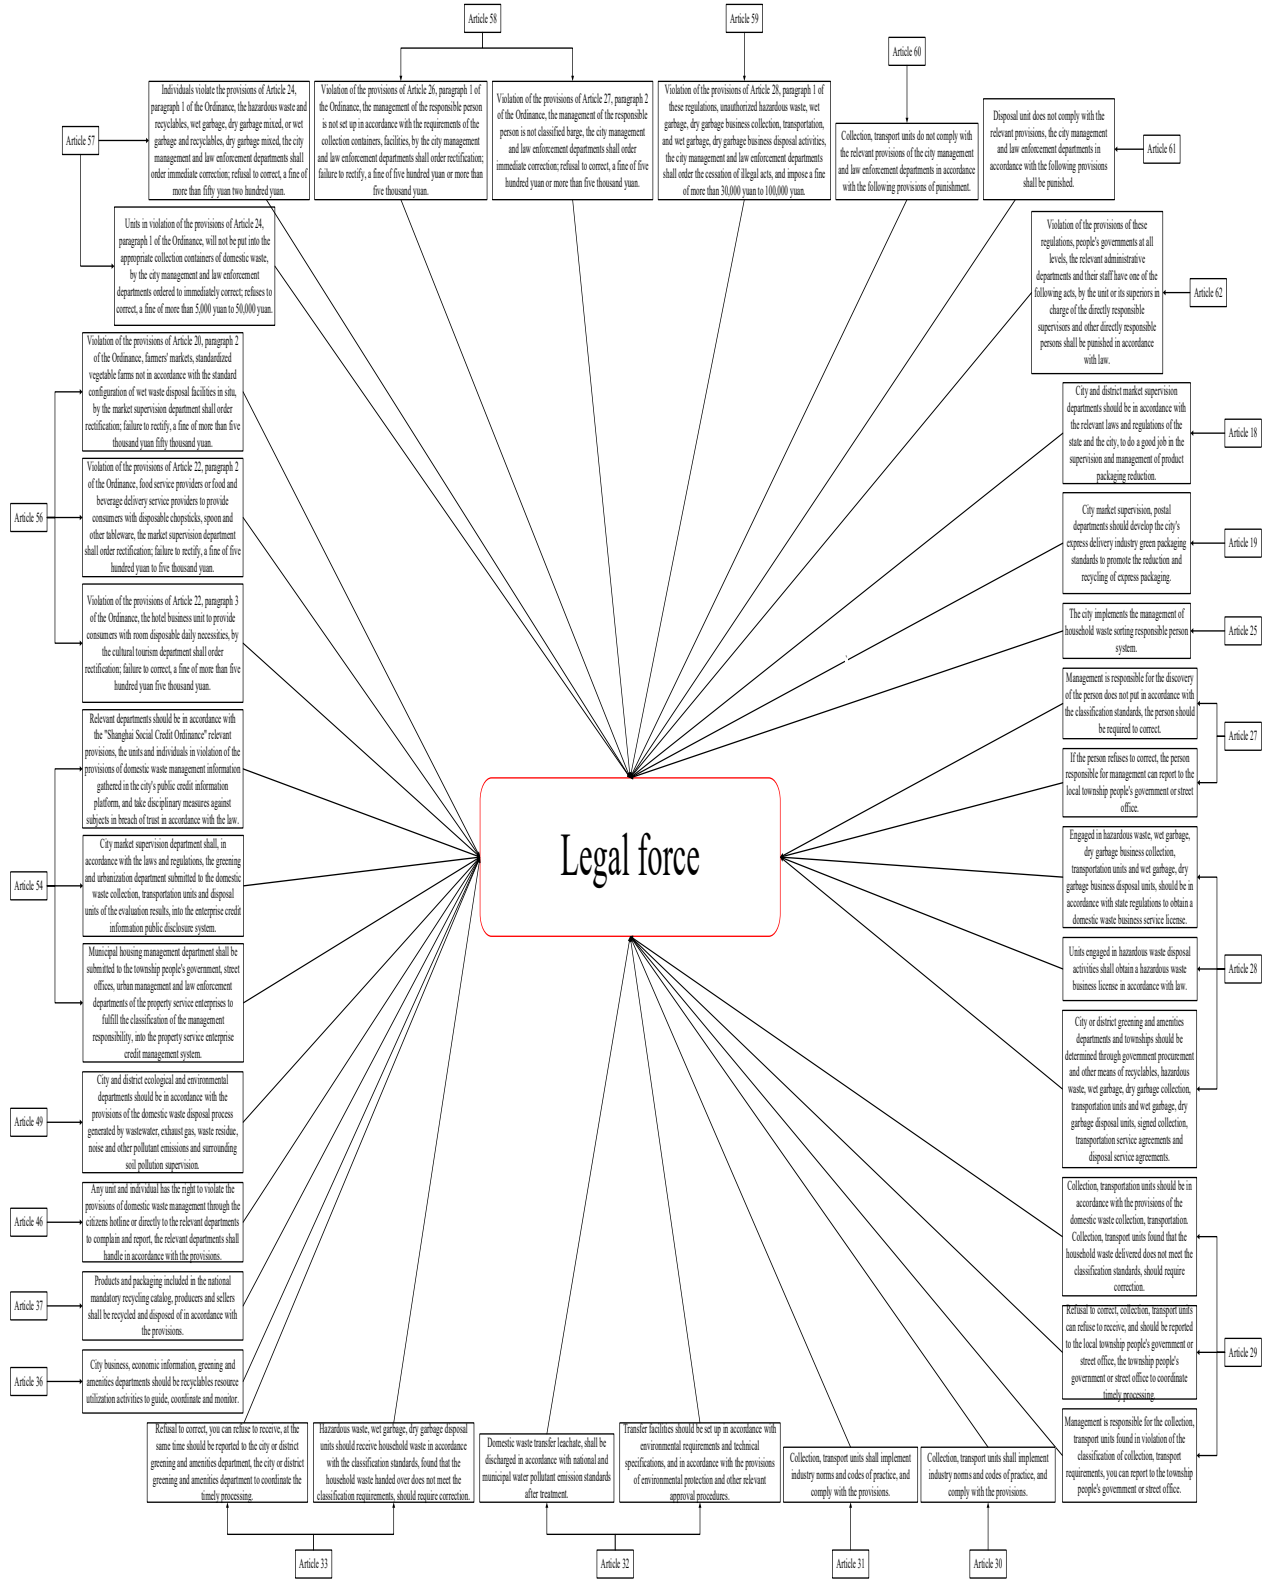 Article 58
Article 59
Article 60
Individuals violate the provisions of Article 24,
paragraph 1 of the Ordinance, the hazardous waste and
recyclables, wet garbage, dry garbage mixed, or wet
garbage and recyclables, dry garbage mixed, the city
management and law enforcement departments shall
order immediate correction; refusal to correct, a fine of
more than fifty yuan two hundred yuan.
Violation of the provisions of Article 26, paragraph 1 of
the Ordinance, the management of the responsible person
is not set up in accordance with the requirements of the
collection containers, facilities, by the city management
and law enforcement departments shall order rectification;
failure to rectify, a fine of five hundred yuan or more than
five thousand yuan.
Violation of the provisions of Article 27, paragraph 2
of the Ordinance, the management of the responsible
person is not classified barge, the city management
and law enforcement departments shall order
immediate correction; refusal to correct, a fine of five
hundred yuan or more than five thousand yuan.
Violation of the provisions of Article 28, paragraph 1 of
these regulations, unauthorized hazardous waste, wet
garbage, dry garbage business collection, transportation,
and wet garbage, dry garbage business disposal activities,
the city management and law enforcement departments
shall order the cessation of illegal acts, and impose a fine
of more than 30,000 yuan to 100,000 yuan.
Collection, transport units do not comply with
the relevant provisions of the city management
and law enforcement departments in accordance
with the following provisions of punishment.
Disposal unit does not comply with the
relevant provisions, the city management
and law enforcement departments in
accordance with the following provisions
shall be punished.
Article 61
Article 57
Units in violation of the provisions of Article 24,
paragraph 1 of the Ordinance, will not be put into the
appropriate collection containers of domestic waste,
by the city management and law enforcement
departments ordered to immediately correct; refuses to
correct, a fine of more than 5,000 yuan to 50,000 yuan.
Violation of the provisions of these
regulations, people's governments at all
levels, the relevant administrative
departments and their staff have one of the
following acts, by the unit or its superiors in
charge of the directly responsible
supervisors and other directly responsible
persons shall be punished in accordance
with law.
Article 62
Violation of the provisions of Article 20, paragraph 2
of the Ordinance, farmers' markets, standardized
vegetable farms not in accordance with the standard
configuration of wet waste disposal facilities in situ,
by the market supervision department shall order
rectification; failure to rectify, a fine of more than five
thousand yuan fifty thousand yuan.
Violation of the provisions of Article 22, paragraph 2
of the Ordinance, food service providers or food and
beverage delivery service providers to provide
consumers with disposable chopsticks, spoon and
other tableware, the market supervision department
shall order rectification; failure to rectify, a fine of five
hundred yuan to five thousand yuan.
Article 56
Violation of the provisions of Article 22, paragraph 3
of the Ordinance, the hotel business unit to provide
consumers with room disposable daily necessities, by
the cultural tourism department shall order
rectification; failure to correct, a fine of more than five
hundred yuan five thousand yuan.
City and district market supervision
departments should be in accordance with
the relevant laws and regulations of the
state and the city, to do a good job in the
supervision and management of product
packaging reduction.
Article 18
City market supervision, postal
departments should develop the city's
express delivery industry green packaging
standards to promote the reduction and
recycling of express packaging.
Article 19
The city implements the management of
household waste sorting responsible person
system.
Article 25
Management is responsible for the discovery
of the person does not put in accordance with
the classification standards, the person should
be required to correct.
Article 27
If the person refuses to correct, the person
responsible for management can report to the
local township people's government or street
office.
Relevant departments should be in accordance with
the "Shanghai Social Credit Ordinance" relevant
provisions, the units and individuals in violation of the
provisions of domestic waste management information
gathered in the city's public credit information
platform, and take disciplinary measures against
subjects in breach of trust in accordance with the law.
City market supervision department shall, in
accordance with the laws and regulations, the greening
and urbanization department submitted to the domestic
waste collection, transportation units and disposal
units of the evaluation results, into the enterprise credit
information public disclosure system.
Article 54
Municipal housing management department shall be
submitted to the township people's government, street
offices, urban management and law enforcement
departments of the property service enterprises to
fulfill the classification of the management
responsibility, into the property service enterprise
credit management system.
Legal force
Engaged in hazardous waste, wet garbage,
dry garbage business collection,
transportation units and wet garbage, dry
garbage business disposal units, should be in
accordance with state regulations to obtain a
domestic waste business service license.
Units engaged in hazardous waste disposal
activities shall obtain a hazardous waste
business license in accordance with law.
Article 28
City or district greening and amenities
departments and townships should be
determined through government procurement
and other means of recyclables, hazardous
waste, wet garbage, dry garbage collection,
transportation units and wet garbage, dry
garbage disposal units, signed collection,
transportation service agreements and
disposal service agreements.
City and district ecological and environmental
departments should be in accordance with the
provisions of the domestic waste disposal process
generated by wastewater, exhaust gas, waste residue,
noise and other pollutant emissions and surrounding
soil pollution supervision.
Article 49
Any unit and individual has the right to violate the
provisions of domestic waste management through the
citizens hotline or directly to the relevant departments
to complain and report, the relevant departments shall
handle in accordance with the provisions.
Article 46
Products and packaging included in the national
mandatory recycling catalog, producers and sellers
shall be recycled and disposed of in accordance with
the provisions.
Article 37
City business, economic information, greening and
amenities departments should be recyclables resource
utilization activities to guide, coordinate and monitor.
Article 36
Collection, transportation units should be in
accordance with the provisions of the
domestic waste collection, transportation.
Collection, transport units found that the
household waste delivered does not meet the
classification standards, should require
correction.
Refusal to correct, collection, transport units
can refuse to receive, and should be reported
to the local township people's government or
street office, the township people's
government or street office to coordinate
timely processing.
Article 29
Management is responsible for the collection,
transport units found in violation of the
classification of collection, transport
requirements, you can report to the township
people's government or street office.
Refusal to correct, you can refuse to receive, at the
same time should be reported to the city or district
greening and amenities department, the city or district
greening and amenities department to coordinate the
timely processing.
Hazardous waste, wet garbage, dry garbage disposal
units should receive household waste in accordance
with the classification standards, found that the
household waste handed over does not meet the
classification requirements, should require correction.
Domestic waste transfer leachate, shall be
discharged in accordance with national and
municipal water pollutant emission standards
after treatment.
Transfer facilities should be set up in accordance with
environmental requirements and technical
specifications, and in accordance with the provisions
of environmental protection and other relevant
approval procedures.
Collection, transport units shall implement
industry norms and codes of practice, and
comply with the provisions.
Collection, transport units shall implement
industry norms and codes of practice, and
comply with the provisions.
Article 33
Article 32
Article 31
Article 30